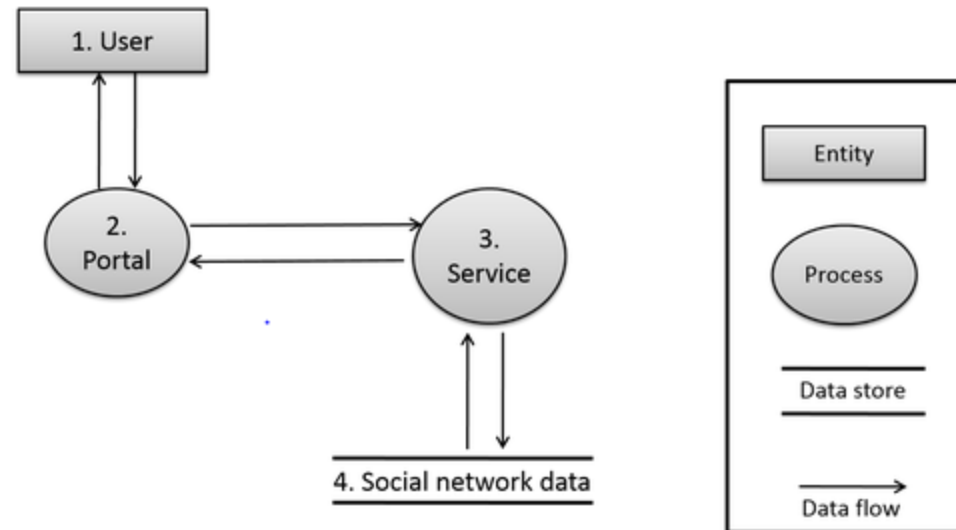 1. User
2.
Portal
3.
Service
4. Social network data
Entity
Process
Data store
Data flow